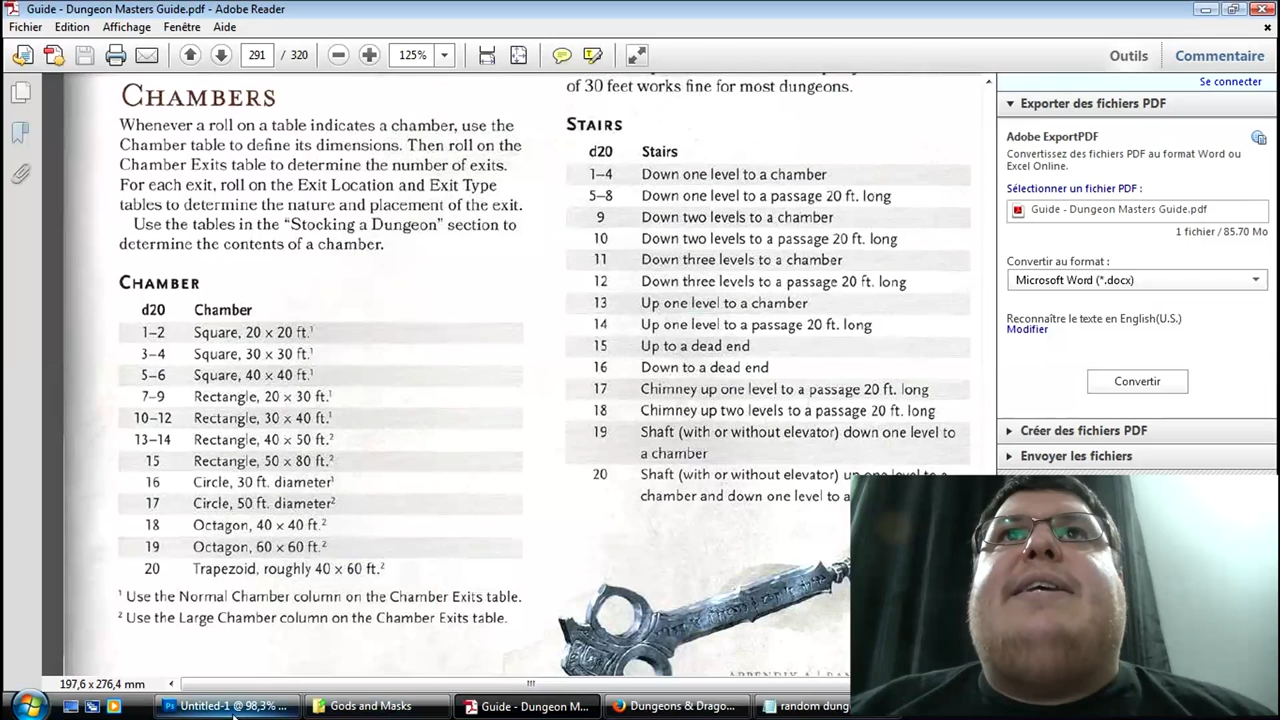 Guide - Dungeon Masters Guide.pdf - Adobe Reader
Fichier Edition Affichage Fenêtre Aide
291 / 320 125% Outils Commentaire
Se connecter
CHAMBERS
Whenever a roll on a table indicates a chamber, use the
Chamber table to define its dimensions. Then roll on the
Chamber Exits table to determine the number of exits.
For each exit, roll on the Exit Location and Exit Type
tables to determine the nature and placement of the exit.
Use the tables in the “Stocking a Dungeon” section to
determine the contents of a chamber.
CHAMBER
d20 Chamber
1–2 Square, 20 × 20 ft.¹
3–4 Square, 30 × 30 ft.¹
5–6 Square, 40 × 40 ft.¹
7–9 Rectangle, 20 × 30 ft.¹
10–12 Rectangle, 30 × 40 ft.¹
13–14 Rectangle, 40 × 50 ft.²
15 Rectangle, 50 × 80 ft.²
16 Circle, 30 ft. diameter¹
17 Circle, 50 ft. diameter²
18 Octagon, 40 × 40 ft.²
19 Octagon, 60 × 60 ft.²
20 Trapezoid, roughly 40 × 60 ft.²
¹ Use the Normal Chamber column on the Chamber Exits table.
² Use the Large Chamber column on the Chamber Exits table.
of 30 feet works fine for most dungeons.
STAIRS
d20 Stairs
1–4 Down one level to a chamber
5–8 Down one level to a passage 20 ft. long
9 Down two levels to a chamber
10 Down two levels to a passage 20 ft. long
11 Down three levels to a chamber
12 Down three levels to a passage 20 ft. long
13 Up one level to a chamber
14 Up one level to a passage 20 ft. long
15 Up to a dead end
16 Down to a dead end
17 Chimney up one level to a passage 20 ft. long
18 Chimney up two levels to a passage 20 ft. long
19 Shaft (with or without elevator) down one level to
a chamber
20 Shaft (with or without elevator) up one level to a
chamber and down one level to a
Exporter des fichiers PDF
Adobe ExportPDF
Convertissez des fichiers PDF au format Word ou
Excel Online.
Sélectionner un fichier PDF :
Guide - Dungeon Masters Guide.pdf
1 fichier / 85.70 Mo
Convertir au format :
Microsoft Word (*.docx)
Reconnaître le texte en English(U.S.)
Modifier
Convertir
Créer des fichiers PDF
Envoyer les fichiers
197,6 x 276,4 mm
Untitled-1 @ 98,3% ... Gods and Masks Guide - Dungeon M... Dungeons & Drago... random dung